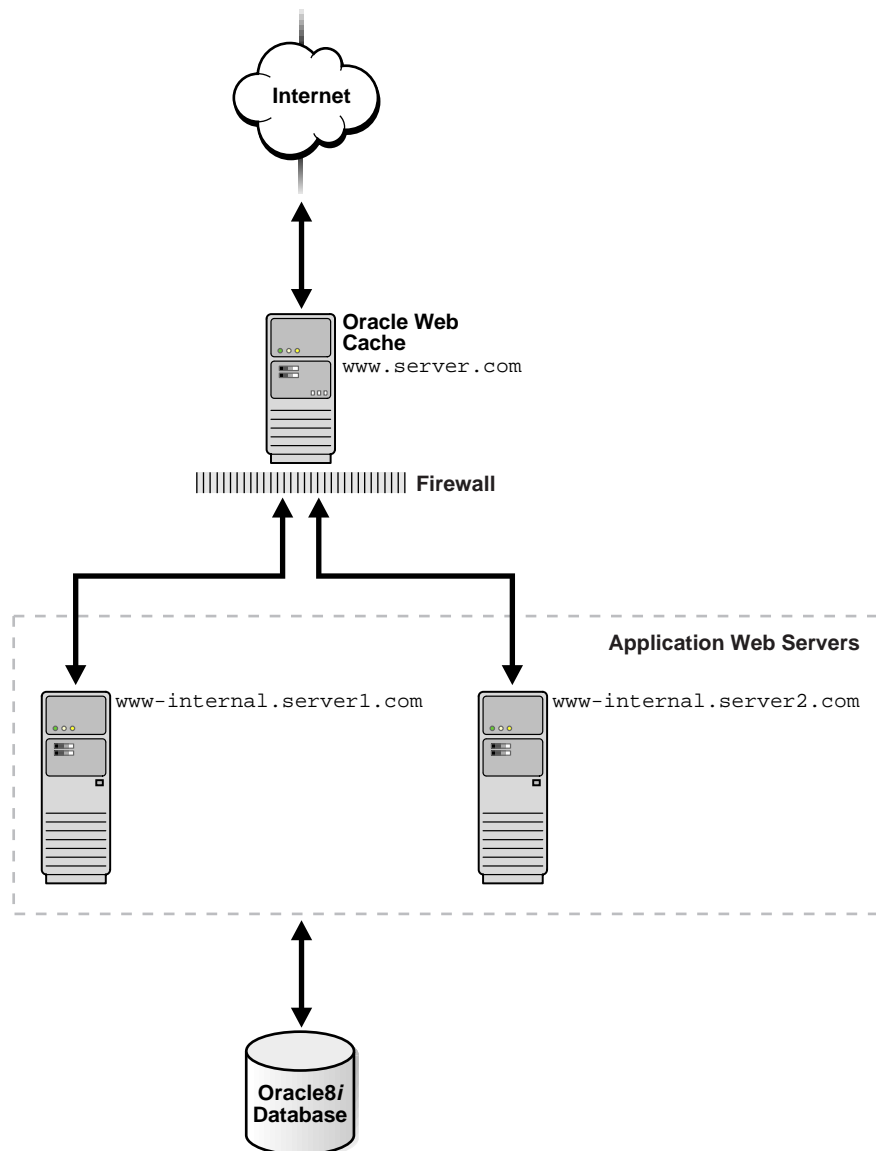 Internet
Oracle Web
Cache
www.server.com
Firewall
Application Web Servers
www-internal.server1.com
www-internal.server2.com
Oracle8i
Database